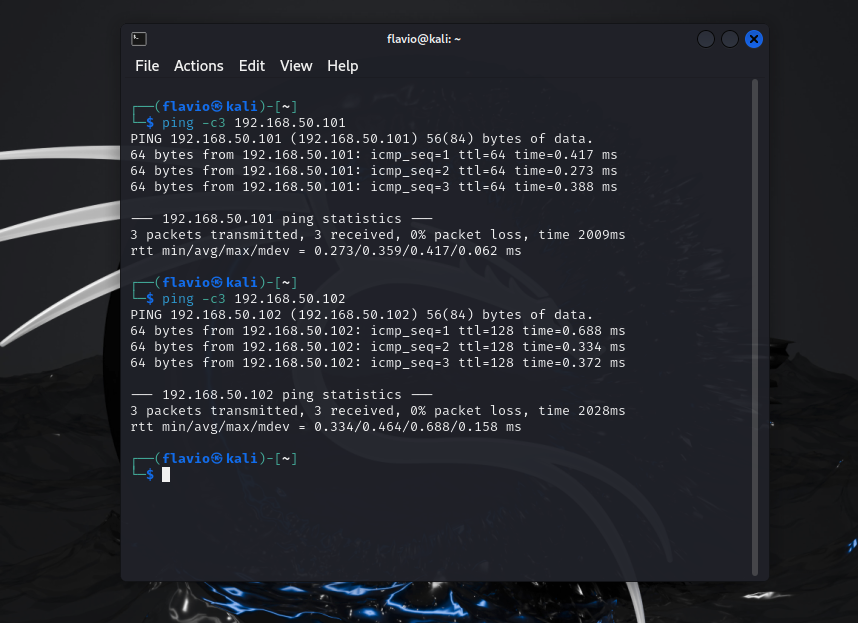 flavio@kali: ~
File Actions Edit View Help
┌──(flavio㉿kali)-[~]
└─$ ping -c3 192.168.50.101
PING 192.168.50.101 (192.168.50.101) 56(84) bytes of data.
64 bytes from 192.168.50.101: icmp_seq=1 ttl=64 time=0.417 ms
64 bytes from 192.168.50.101: icmp_seq=2 ttl=64 time=0.273 ms
64 bytes from 192.168.50.101: icmp_seq=3 ttl=64 time=0.388 ms
--- 192.168.50.101 ping statistics ---
3 packets transmitted, 3 received, 0% packet loss, time 2009ms
rtt min/avg/max/mdev = 0.273/0.359/0.417/0.062 ms
┌──(flavio㉿kali)-[~]
└─$ ping -c3 192.168.50.102
PING 192.168.50.102 (192.168.50.102) 56(84) bytes of data.
64 bytes from 192.168.50.102: icmp_seq=1 ttl=128 time=0.688 ms
64 bytes from 192.168.50.102: icmp_seq=2 ttl=128 time=0.334 ms
64 bytes from 192.168.50.102: icmp_seq=3 ttl=128 time=0.372 ms
--- 192.168.50.102 ping statistics ---
3 packets transmitted, 3 received, 0% packet loss, time 2028ms
rtt min/avg/max/mdev = 0.334/0.464/0.688/0.158 ms
┌──(flavio㉿kali)-[~]
└─$